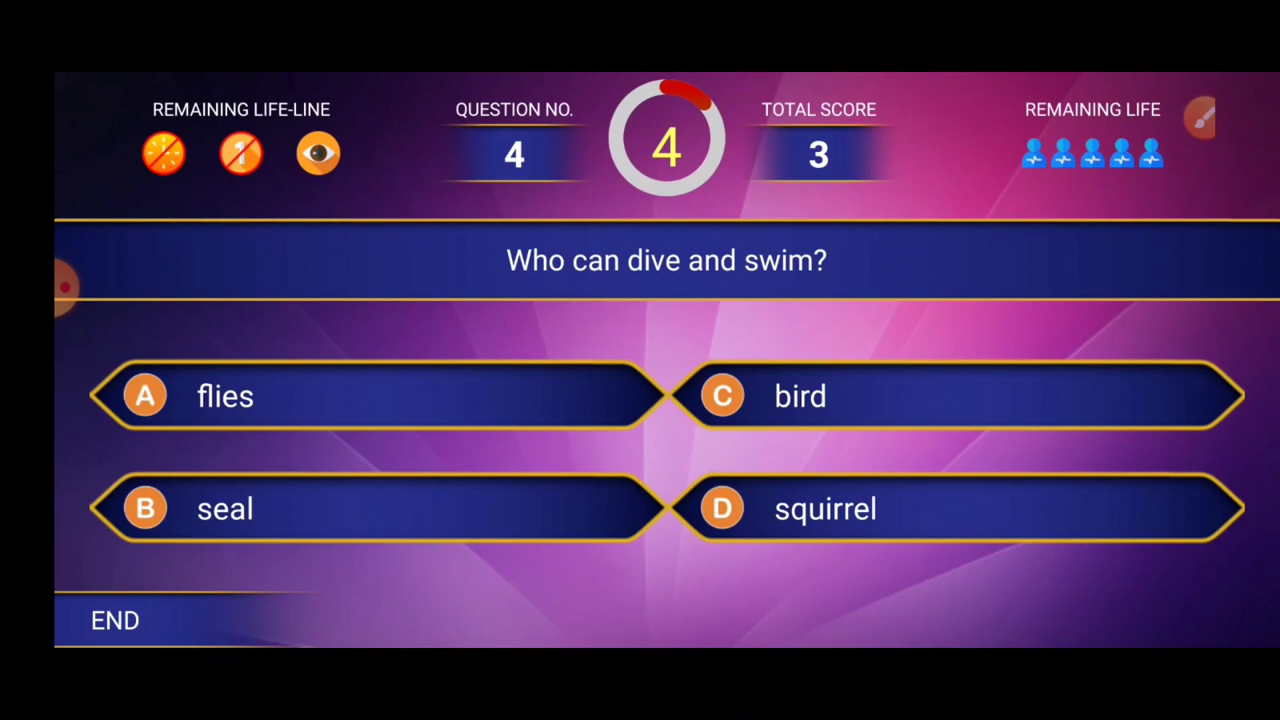 REMAINING LIFE-LINE
1
QUESTION NO.
4
4
TOTAL SCORE
3
REMAINING LIFE
Who can dive and swim?
A flies
C bird
B seal
D squirrel
END